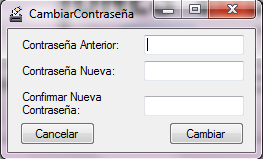 CambiarContraseña
Contraseña Anterior:
Contraseña Nueva:
Confirmar Nueva
Contraseña:
Cancelar
Cambiar